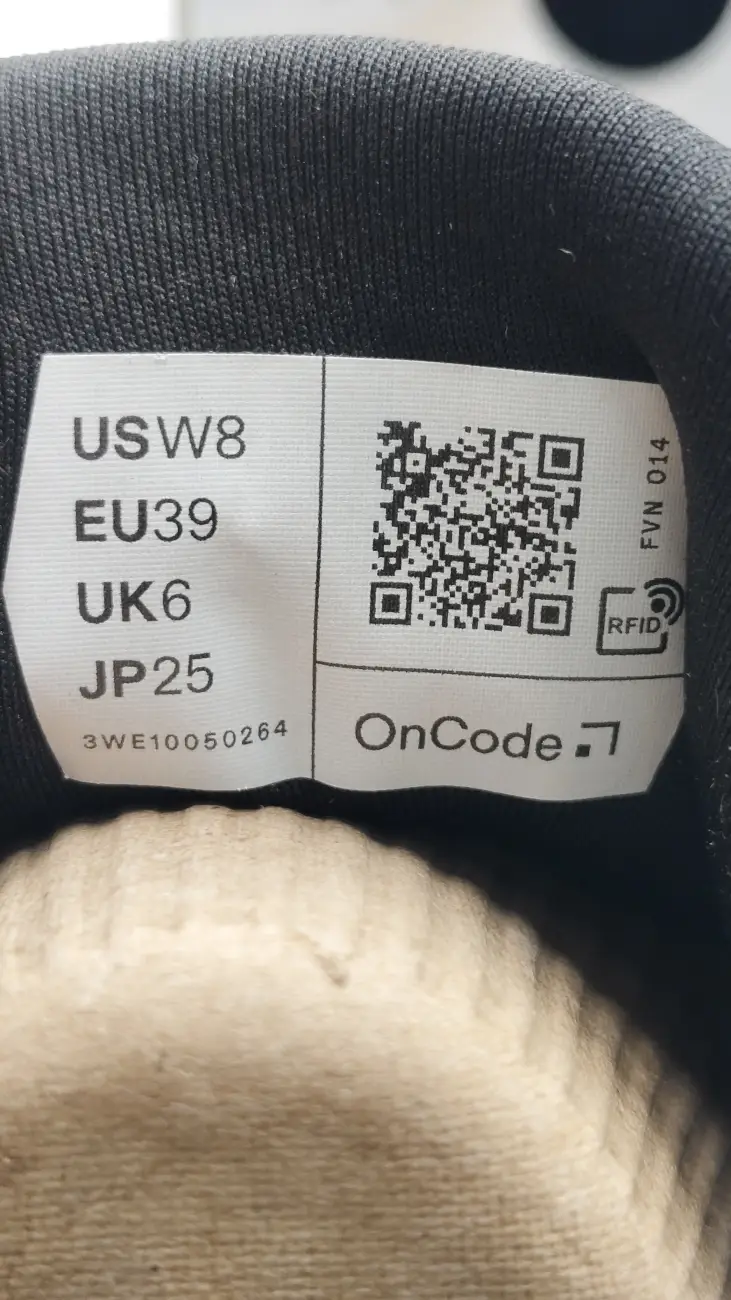 USW8
EU39
UK6
JP25
3WE10050264
FVN 014
RFID
OnCode